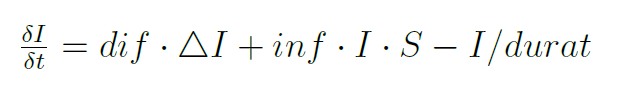 δI/δt = dif · △I + inf · I · S − I/durat